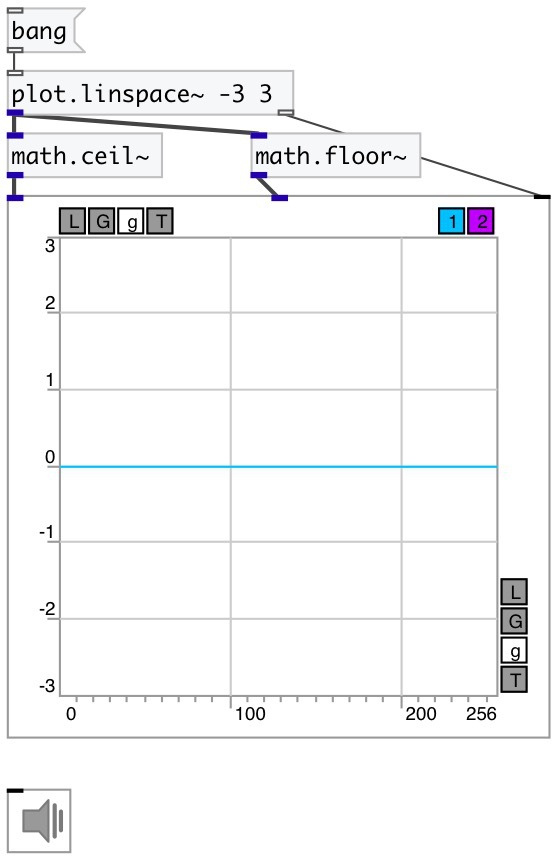 bang
plot.linspace~ -3 3
math.ceil~ math.floor~
L G g T 1 2
3
2
1
0
-1
-2
-3
L
G
g
T
0 100 200 256